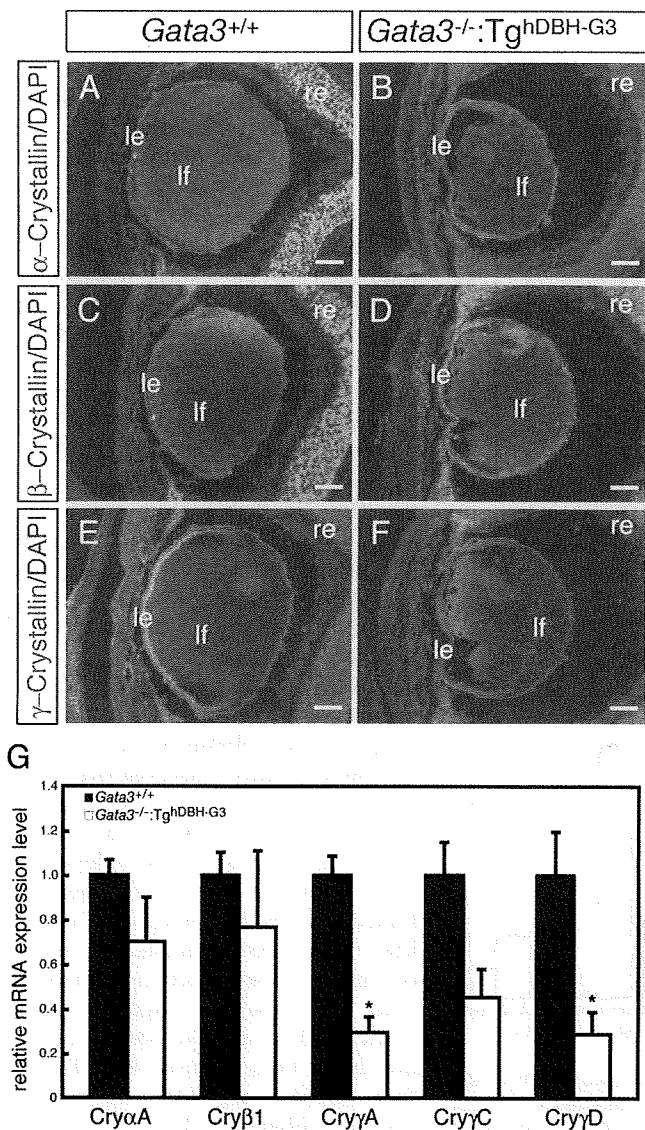 Gata3+/+
Gata3-/-:TghDBH-G3
α–Crystallin/DAPI
A
re
le
lf
B
re
le
lf
β–Crystallin/DAPI
C
re
le
lf
D
re
le
lf
γ–Crystallin/DAPI
E
re
le
lf
F
re
le
lf
G
relative mRNA expression level
1.4
1.2
1.0
0.8
0.6
0.4
0.2
0
Gata3+/+
Gata3-/-:TghDBH-G3
*
*
CryαA
Cryβ1
CryγA
CryγC
CryγD